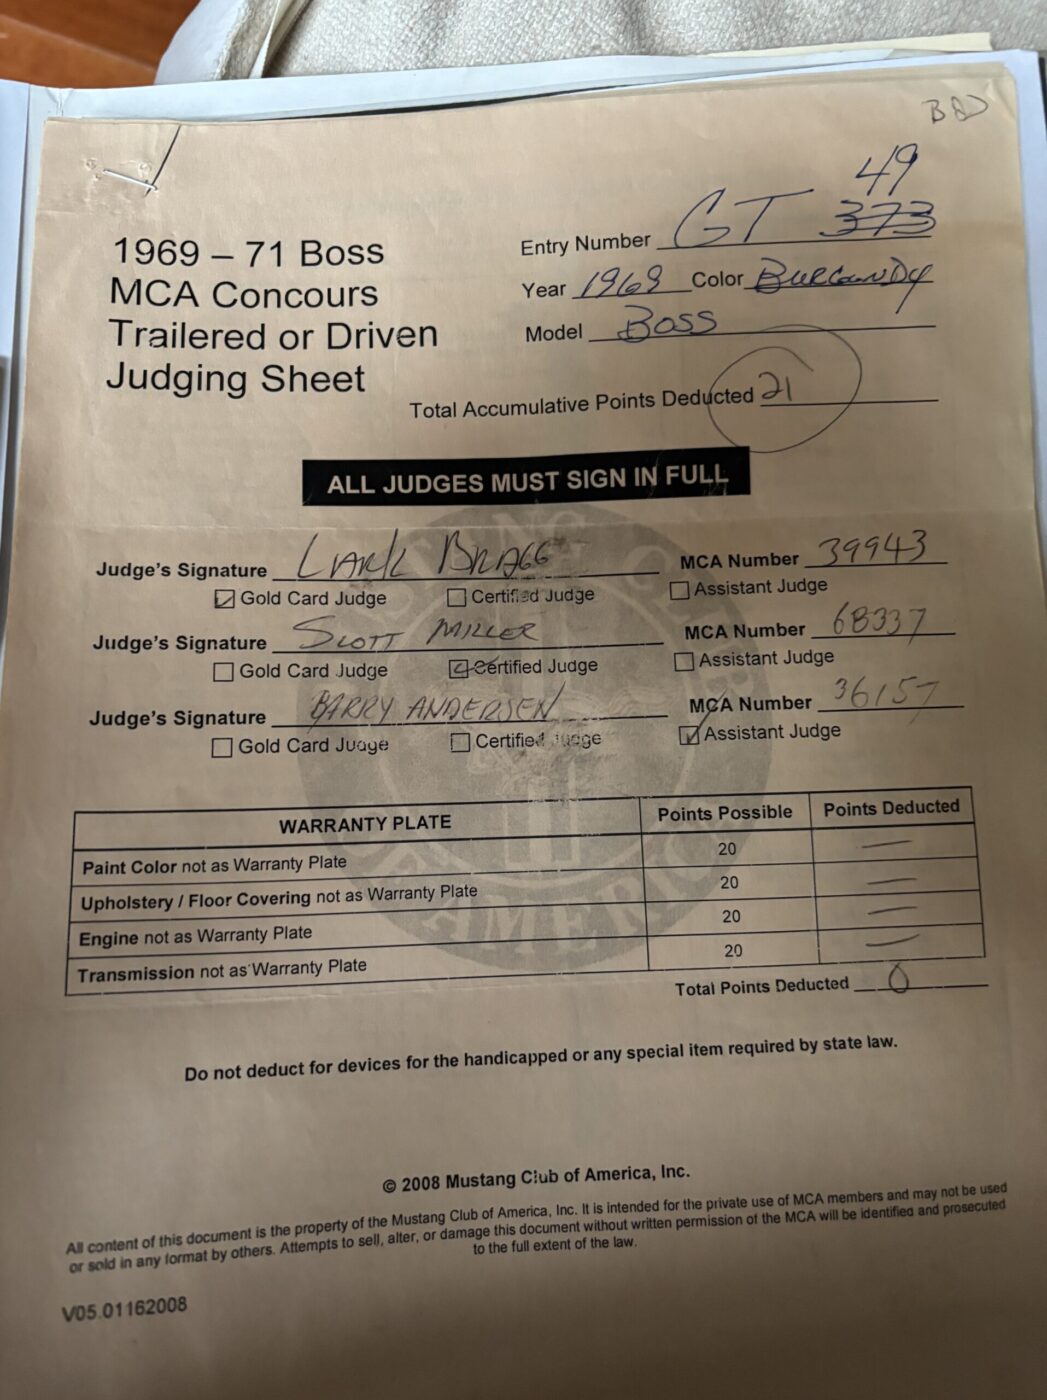 BBJ
49
1969 – 71 Boss
MCA Concours
Trailered or Driven
Judging Sheet
Entry Number GT 373
Year 1969 Color BURGUNDY
Model BOSS
Total Accumulative Points Deducted 21
ALL JUDGES MUST SIGN IN FULL
Judge's Signature BRAGG MCA Number 39943
Gold Card Judge Certified Judge Assistant Judge
Judge's Signature SCOTT MILLER MCA Number 68337
Gold Card Judge Certified Judge Assistant Judge
Judge's Signature BARRY ANDERSEN MCA Number 36157
Gold Card Judge Certified Judge Assistant Judge
WARRANTY PLATE Points Possible Points Deducted
Paint Color not as Warranty Plate 20 —
Upholstery / Floor Covering not as Warranty Plate 20 —
Engine not as Warranty Plate 20 —
Transmission not as Warranty Plate 20 —
Total Points Deducted 0
Do not deduct for devices for the handicapped or any special item required by state law.
© 2008 Mustang Club of America, Inc.
All content of this document is the property of the Mustang Club of America, Inc. It is intended for the private use of MCA members and may not be used
or sold in any format by others. Attempts to sell, alter, or damage this document without written permission of the MCA will be identified and prosecuted
to the full extent of the law.
V05.01162008